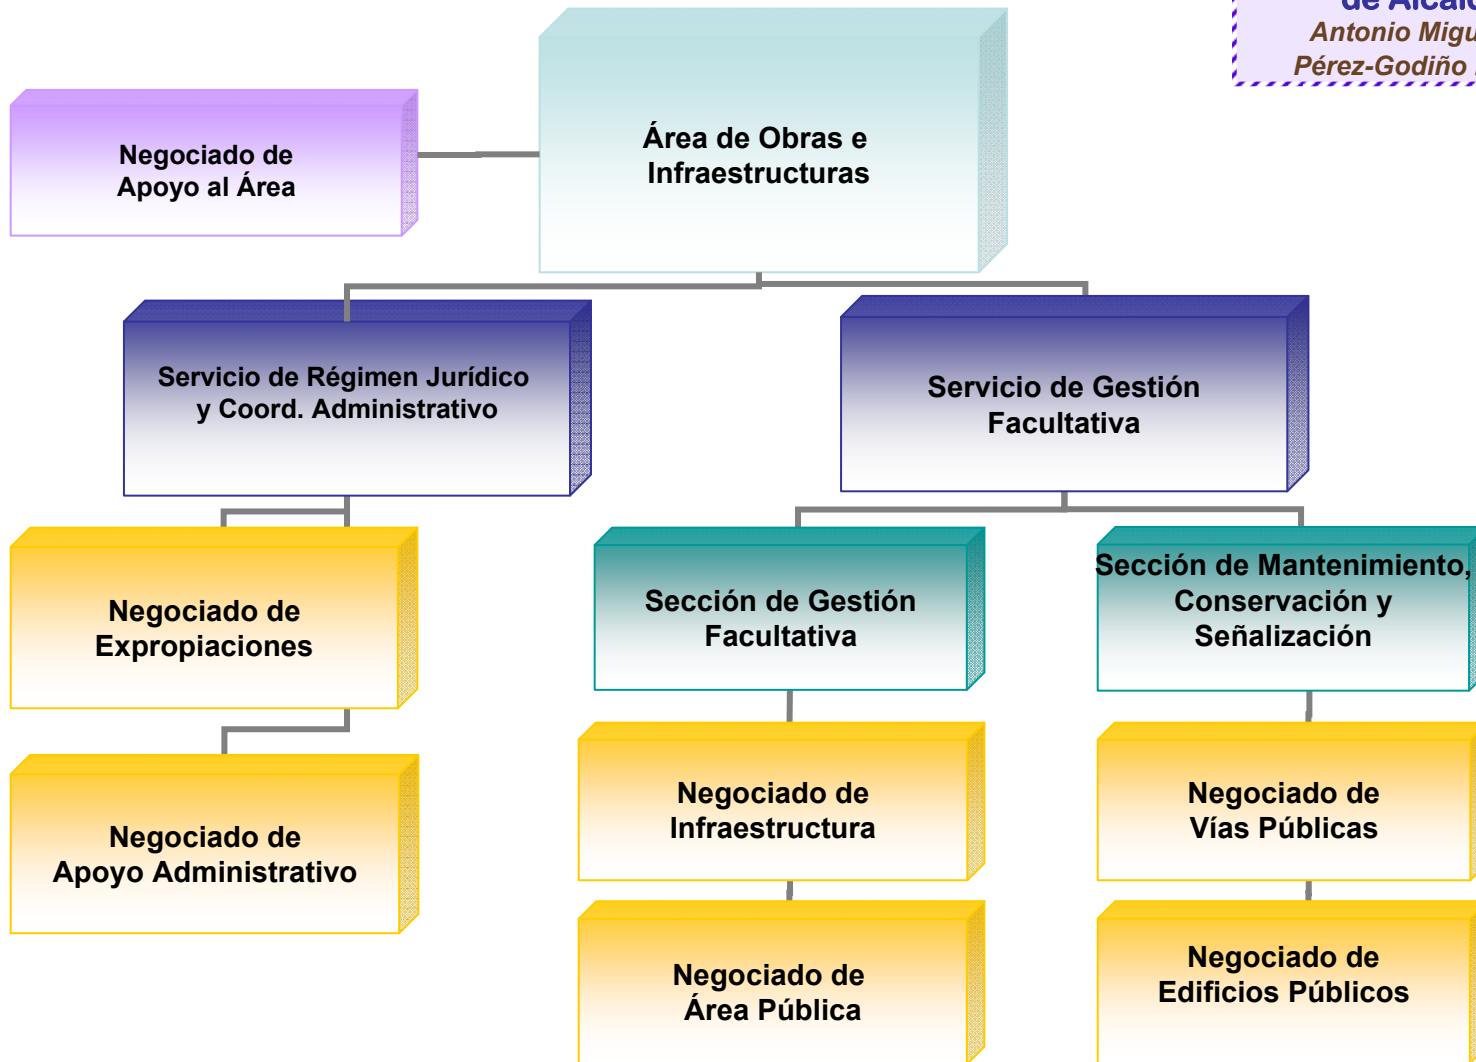 Antonio
Pérez-Godiño
Negociado de
Apoyo al Área
Área de Obras e
Infraestructuras
Servicio de Régimen Jurídico
y Coord. Administrativo
Servicio de Gestión
Facultativa
Negociado de
Expropiaciones
Negociado de
Apoyo Administrativo
Sección de Gestión
Facultativa
Negociado de
Infraestructura
Negociado de
Área Pública
Sección de Mantenimiento,
Conservación y
Señalización
Negociado de
Vías Públicas
Negociado de
Edificios Públicos